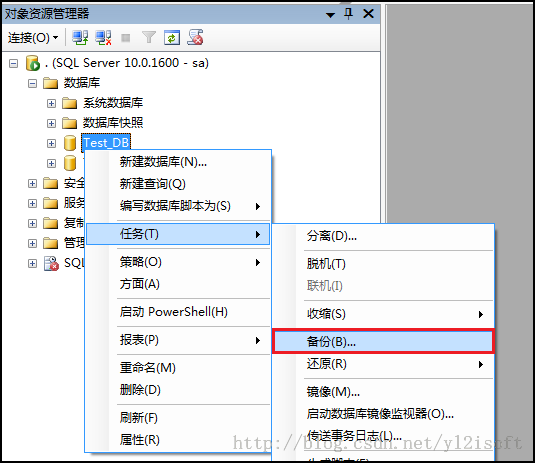 对象资源管理器
连接(O)
. (SQL Server 10.0.1600 - sa)
数据库
系统数据库
数据库快照
Test_DB
安全
服务
复制
管理
SQL
新建数据库(N)...
新建查询(Q)
编写数据库脚本为(S)
任务(T)
策略(O)
方面(A)
启动 PowerShell(H)
报表(P)
重命名(M)
删除(D)
刷新(F)
属性(R)
分离(D)...
脱机(T)
联机(I)
收缩(S)
备份(B)...
还原(R)
镜像(M)...
启动数据库镜像监视器(O)...
传送事务日志(L)...
http://blog.csdn.net/yl2isoft